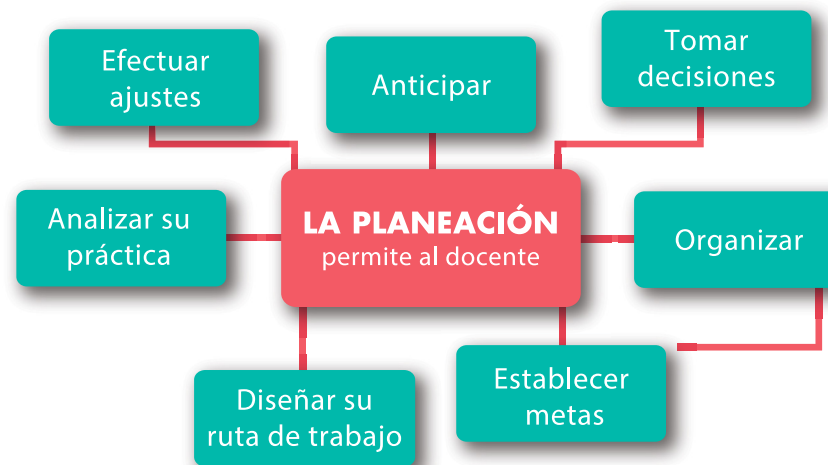 Efectuar
ajustes
Anticipar
Tomar
decisiones
Analizar su
práctica
LA PLANEACIÓN
permite al docente
Organizar
Diseñar su
ruta de trabajo
Establecer
metas